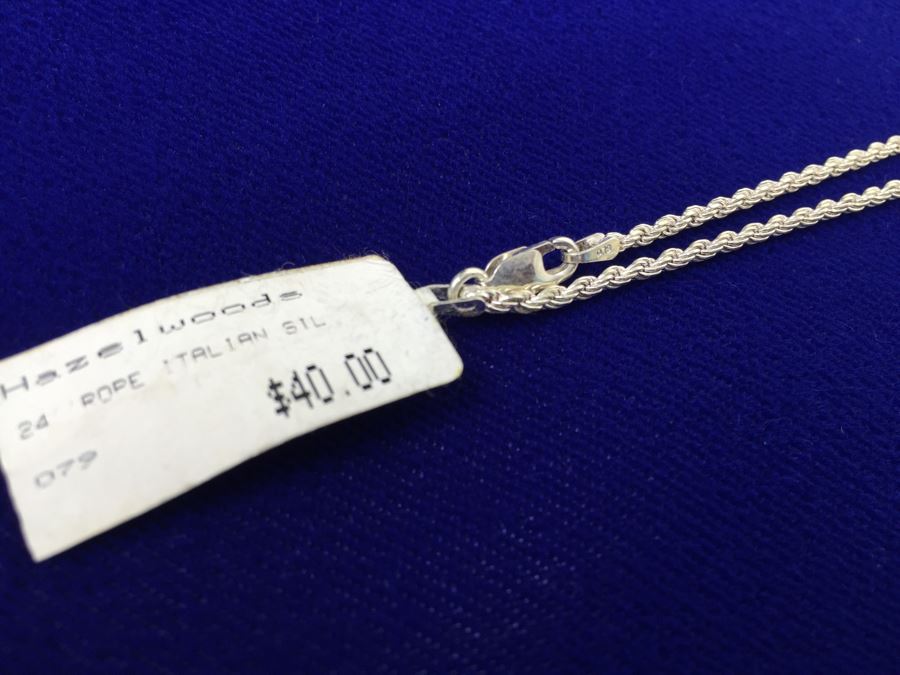 Hazelwoods
24" ROPE ITALIAN SIL
$40.00
079